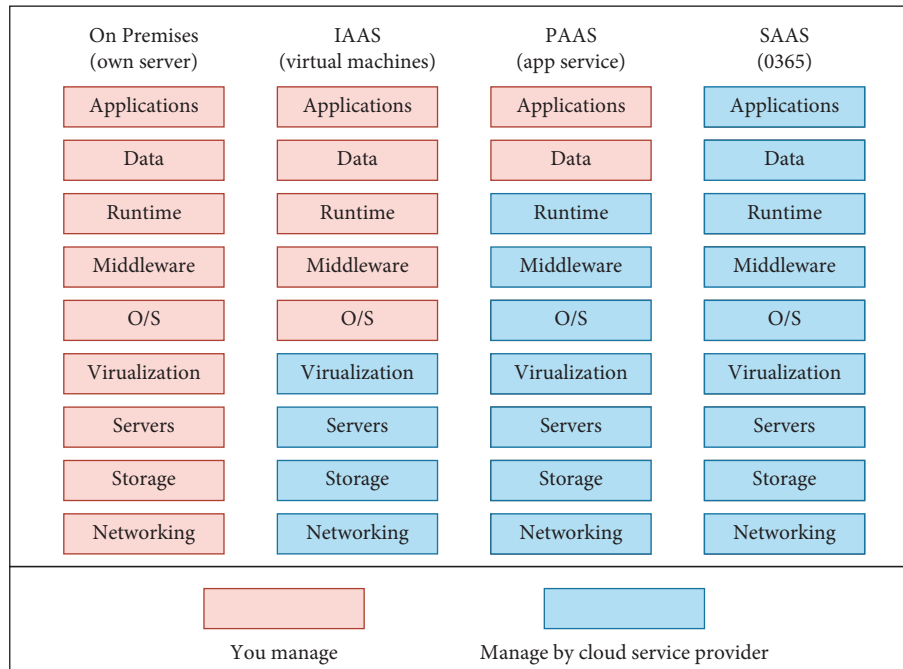 On Premises
(own server)
IAAS
(virtual machines)
PAAS
(app service)
SAAS
(0365)
Applications
Applications
Applications
Applications
Data
Data
Data
Data
Runtime
Runtime
Runtime
Runtime
Middleware
Middleware
Middleware
Middleware
O/S
O/S
O/S
O/S
Virualization
Virualization
Virualization
Virualization
Servers
Servers
Servers
Servers
Storage
Storage
Storage
Storage
Networking
Networking
Networking
Networking
You manage
Manage by cloud service provider